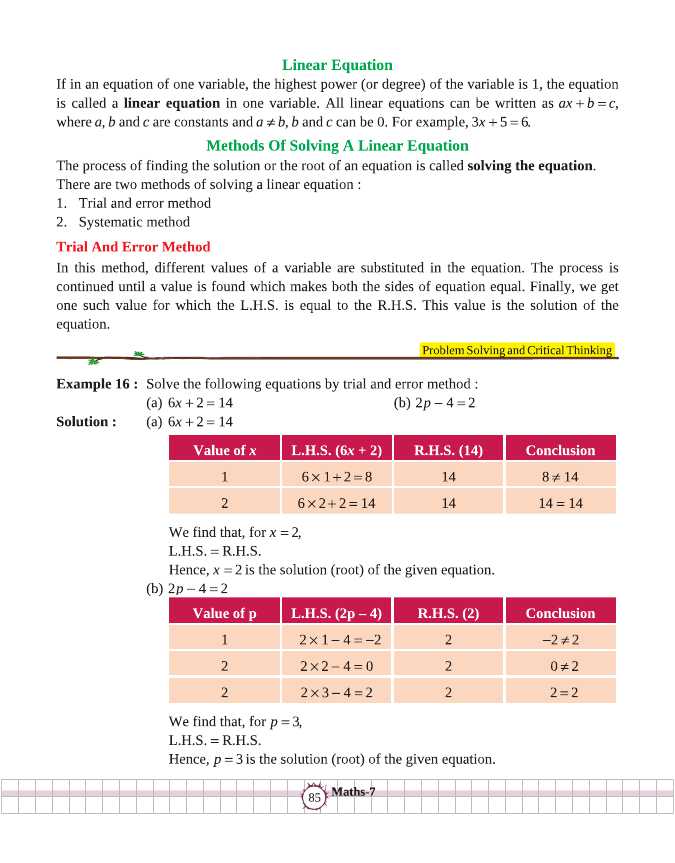 Linear Equation
If in an equation of one variable, the highest power (or degree) of the variable is 1, the equation
is called a linear equation in one variable. All linear equations can be written as ax + b = c,
where a, b and c are constants and a ≠ b, b and c can be 0. For example, 3x + 5 = 6.
Methods Of Solving A Linear Equation
The process of finding the solution or the root of an equation is called solving the equation.
There are two methods of solving a linear equation :
1. Trial and error method
2. Systematic method
Trial And Error Method
In this method, different values of a variable are substituted in the equation. The process is
continued until a value is found which makes both the sides of equation equal. Finally, we get
one such value for which the L.H.S. is equal to the R.H.S. This value is the solution of the
equation.
Problem Solving and Critical Thinking
Example 16 : Solve the following equations by trial and error method :
(a) 6x + 2 = 14 (b) 2p – 4 = 2
Solution : (a) 6x + 2 = 14
Value of x L.H.S. (6x + 2) R.H.S. (14) Conclusion
1 6 × 1 + 2 = 8 14 8 ≠ 14
2 6 × 2 + 2 = 14 14 14 = 14
We find that, for x = 2,
L.H.S. = R.H.S.
Hence, x = 2 is the solution (root) of the given equation.
(b) 2p – 4 = 2
Value of p L.H.S. (2p – 4) R.H.S. (2) Conclusion
1 2 × 1 – 4 = –2 2 –2 ≠ 2
2 2 × 2 – 4 = 0 2 0 ≠ 2
2 2 × 3 – 4 = 2 2 2 = 2
We find that, for p = 3,
L.H.S. = R.H.S.
Hence, p = 3 is the solution (root) of the given equation.
85 Maths-7